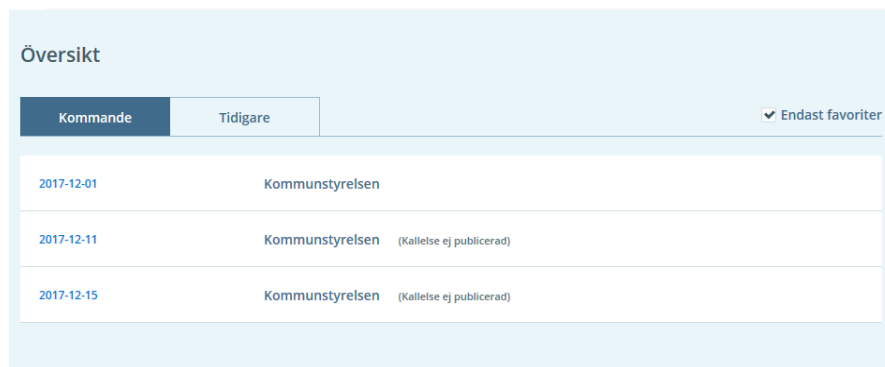 Översikt
Kommande Tidigare Endast favoriter
2017-12-01 Kommunstyrelsen
2017-12-11 Kommunstyrelsen (Kallelse ej publicerad)
2017-12-15 Kommunstyrelsen (Kallelse ej publicerad)